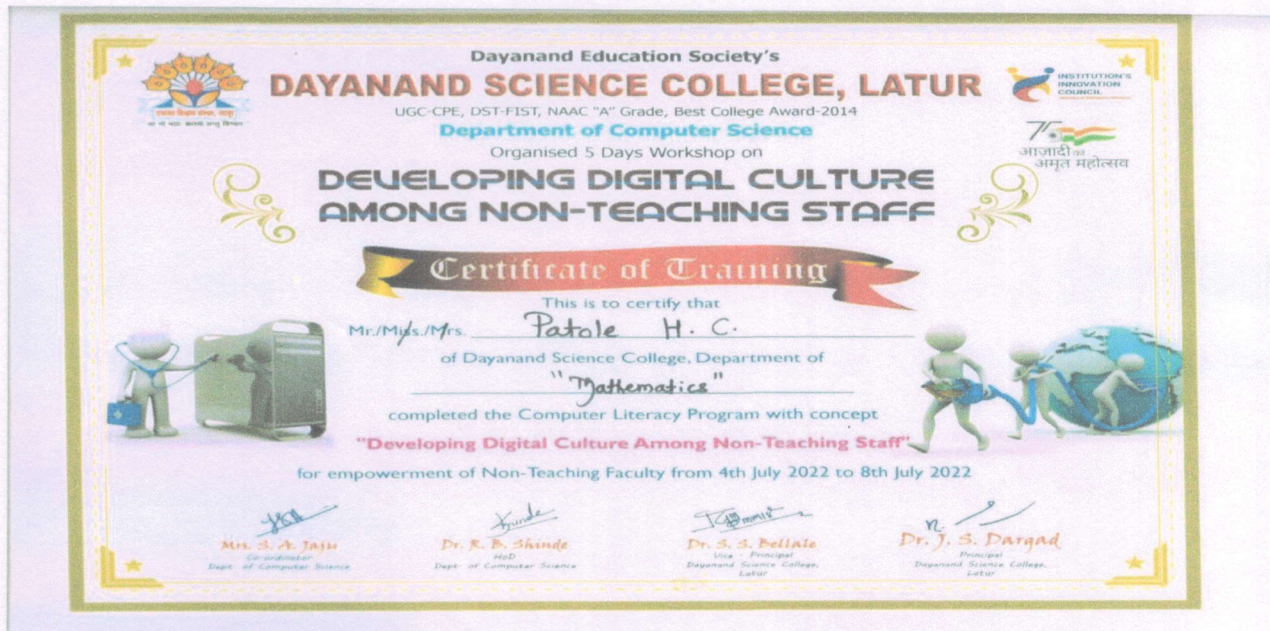 Dayanand Education Society's
DAYANAND SCIENCE COLLEGE, LATUR
UGC-CPE, DST-FIST, NAAC "A" Grade, Best College Award-2014
Department of Computer Science
Organised 5 Days Workshop on
DEVELOPING DIGITAL CULTURE
AMONG NON-TEACHING STAFF
INSTITUTION'S
INNOVATION
COUNCIL
75
आज़ादी का
अमृत महोत्सव
Certificate of Training
This is to certify that
Mr./Miss./Mrs. Patole H. C.
of Dayanand Science College, Department of
"Mathematics"
completed the Computer Literacy Program with concept
"Developing Digital Culture Among Non-Teaching Staff"
for empowerment of Non-Teaching Faculty from 4th July 2022 to 8th July 2022
Mrs. S. A. Jaju
Co-ordinator
Dept. of Computer Science
Dr. R. B. Shinde
HoD
Dept. of Computer Science
Dr. S. S. Bellale
Vice - Principal
Dayanand Science College,
Latur
Dr. J. S. Dargad
Principal
Dayanand Science College,
Latur